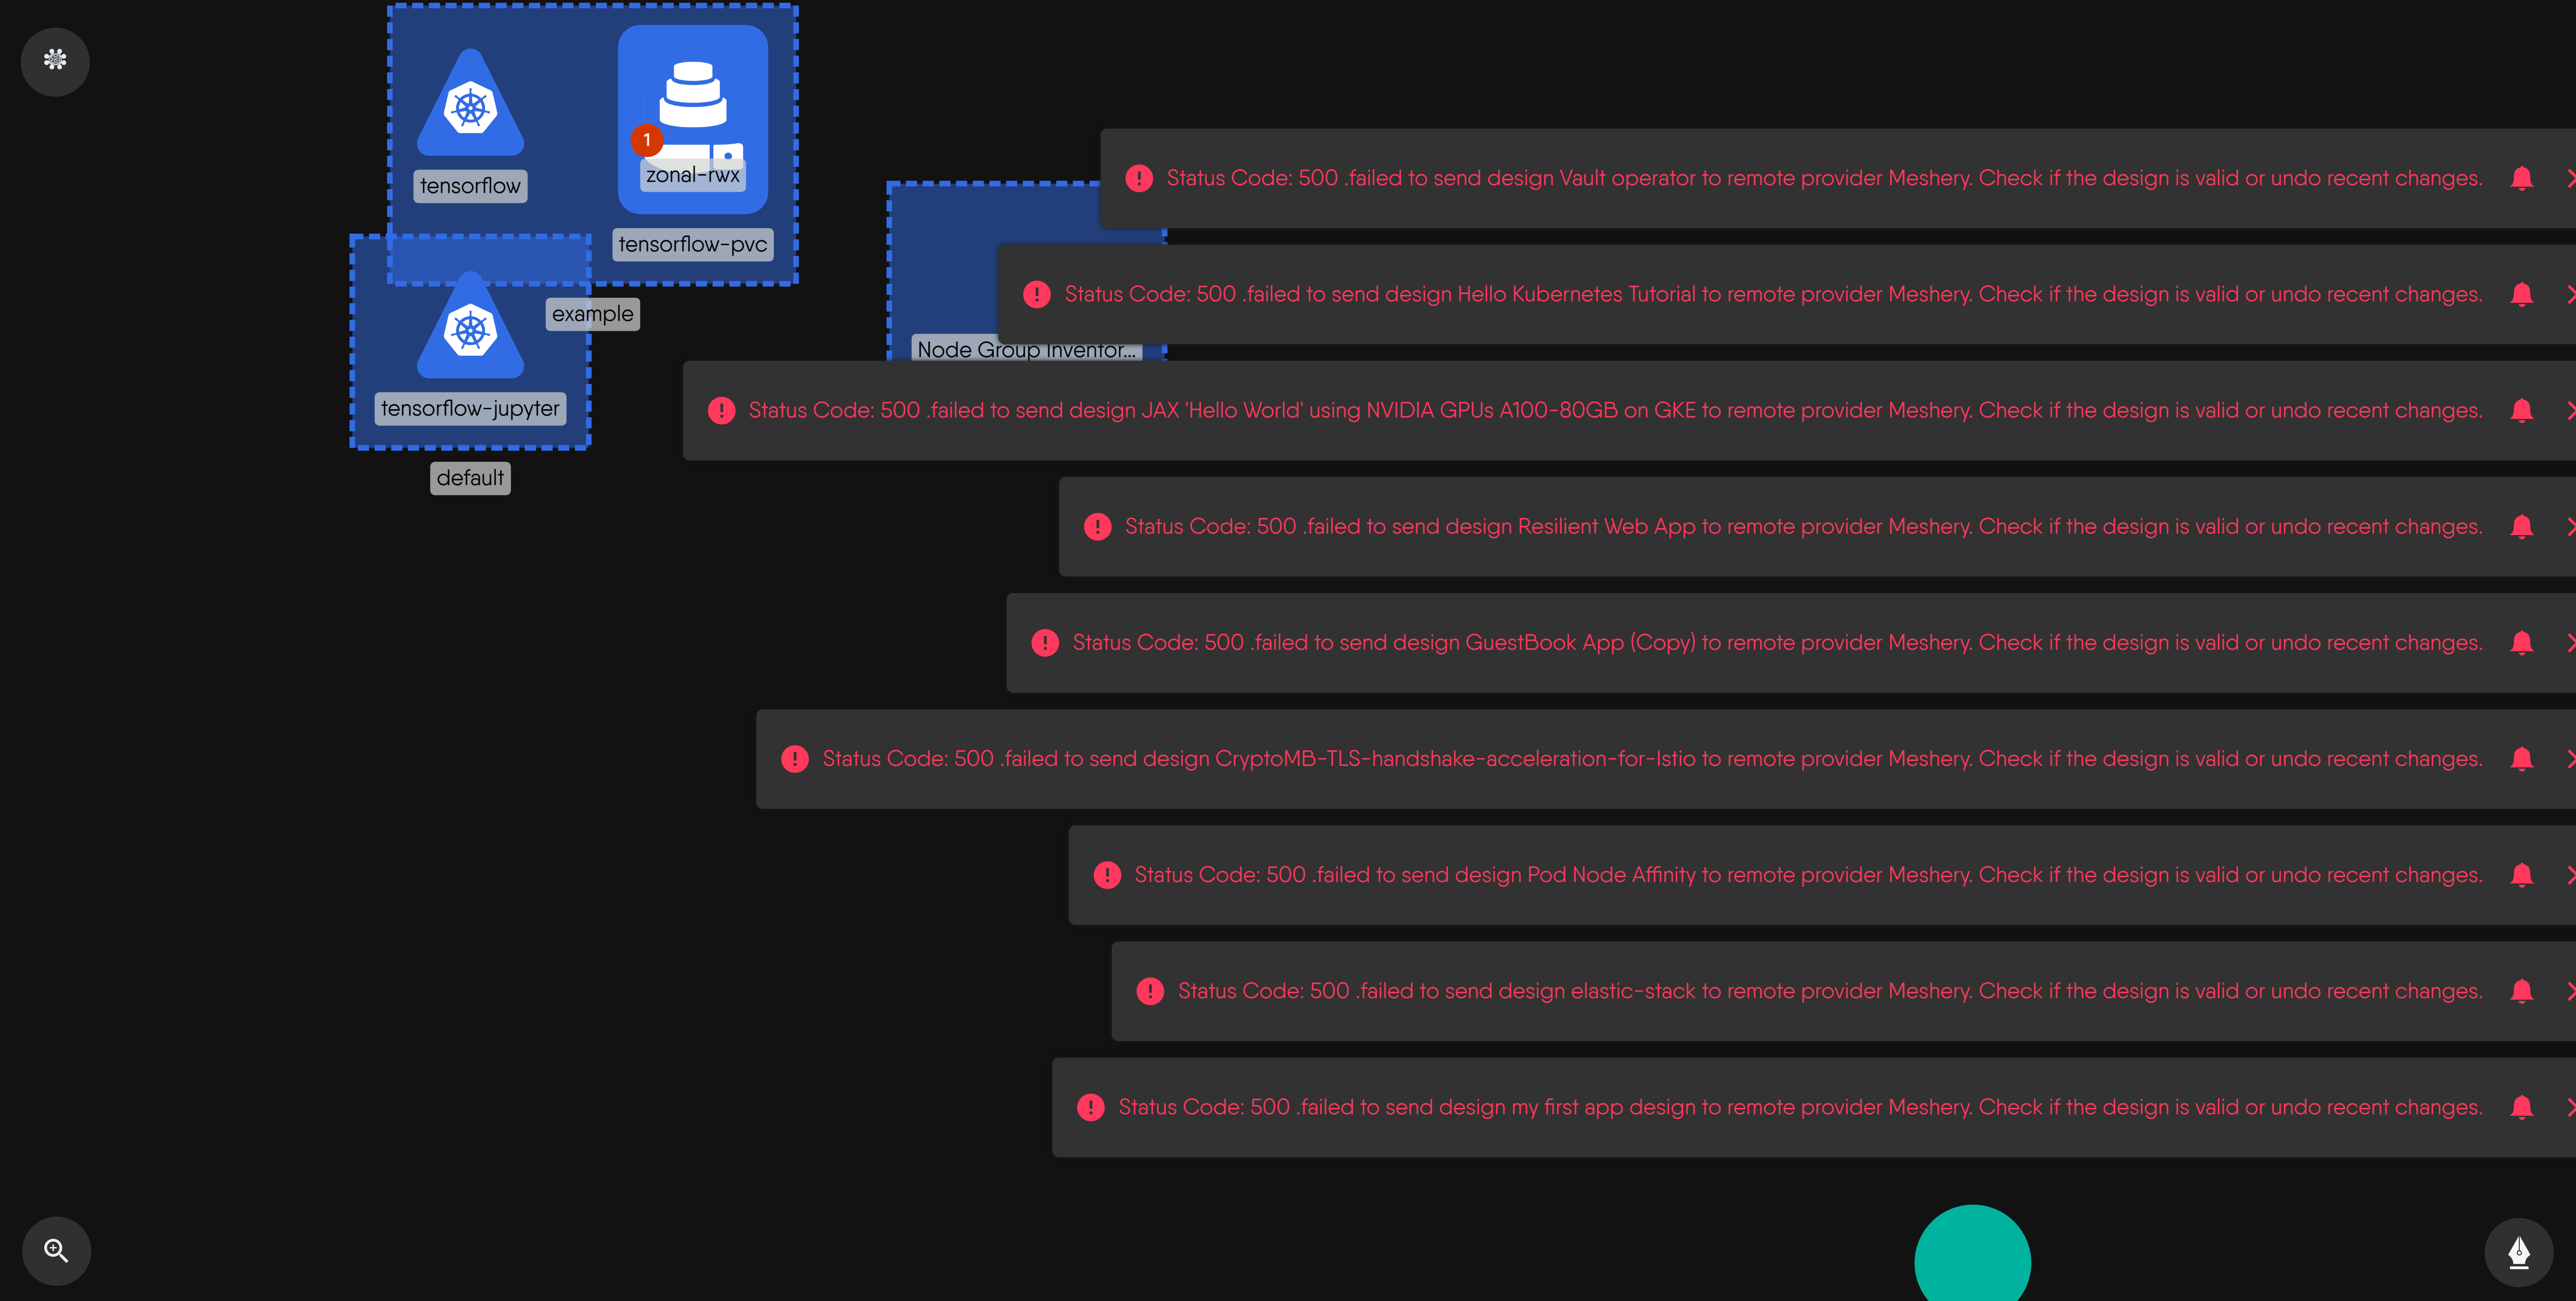 tensorflow
1
zonal-rwx
tensorflow-pvc
example
tensorflow-jupyter
default
Node Group Inventor...
Status Code: 500 .failed to send design Vault operator to remote provider Meshery. Check if the design is valid or undo recent changes.
Status Code: 500 .failed to send design Hello Kubernetes Tutorial to remote provider Meshery. Check if the design is valid or undo recent changes.
Status Code: 500 .failed to send design JAX 'Hello World' using NVIDIA GPUs A100-80GB on GKE to remote provider Meshery. Check if the design is valid or undo recent changes.
Status Code: 500 .failed to send design Resilient Web App to remote provider Meshery. Check if the design is valid or undo recent changes.
Status Code: 500 .failed to send design GuestBook App (Copy) to remote provider Meshery. Check if the design is valid or undo recent changes.
Status Code: 500 .failed to send design CryptoMB-TLS-handshake-acceleration-for-Istio to remote provider Meshery. Check if the design is valid or undo recent changes.
Status Code: 500 .failed to send design Pod Node Affinity to remote provider Meshery. Check if the design is valid or undo recent changes.
Status Code: 500 .failed to send design elastic-stack to remote provider Meshery. Check if the design is valid or undo recent changes.
Status Code: 500 .failed to send design my first app design to remote provider Meshery. Check if the design is valid or undo recent changes.